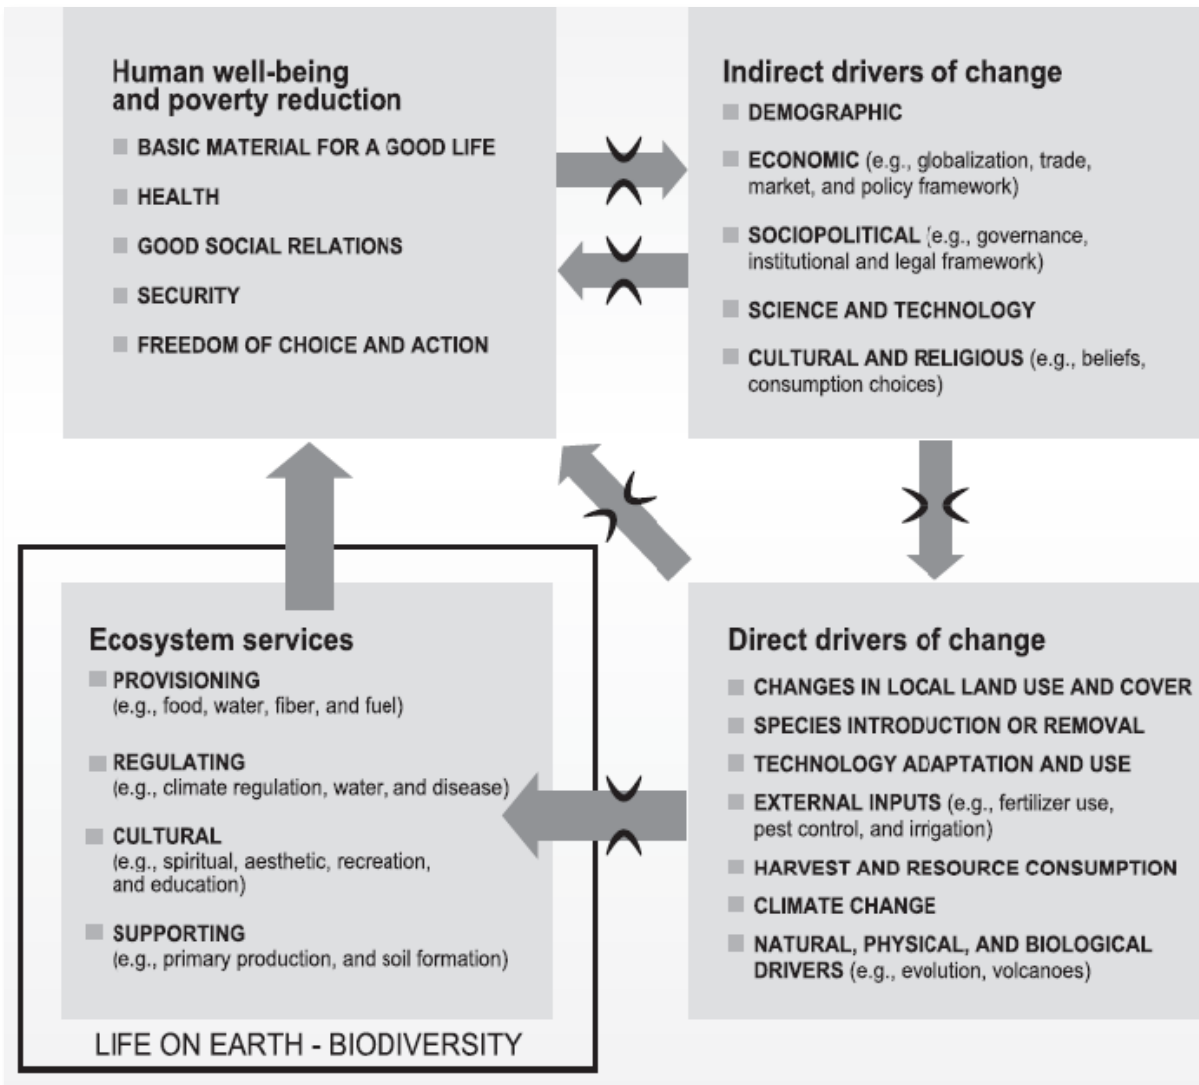 Human well-being
and poverty reduction
BASIC MATERIAL FOR A GOOD LIFE
HEALTH
GOOD SOCIAL RELATIONS
SECURITY
FREEDOM OF CHOICE AND ACTION
Indirect drivers of change
DEMOGRAPHIC
ECONOMIC (e.g., globalization, trade,
market, and policy framework)
SOCIOPOLITICAL (e.g., governance,
institutional and legal framework)
SCIENCE AND TECHNOLOGY
CULTURAL AND RELIGIOUS (e.g., beliefs,
consumption choices)
Ecosystem services
PROVISIONING
(e.g., food, water, fiber, and fuel)
REGULATING
(e.g., climate regulation, water, and disease)
CULTURAL
(e.g., spiritual, aesthetic, recreation,
and education)
SUPPORTING
(e.g., primary production, and soil formation)
LIFE ON EARTH - BIODIVERSITY
Direct drivers of change
CHANGES IN LOCAL LAND USE AND COVER
SPECIES INTRODUCTION OR REMOVAL
TECHNOLOGY ADAPTATION AND USE
EXTERNAL INPUTS (e.g., fertilizer use,
pest control, and irrigation)
HARVEST AND RESOURCE CONSUMPTION
CLIMATE CHANGE
NATURAL, PHYSICAL, AND BIOLOGICAL
DRIVERS (e.g., evolution, volcanoes)